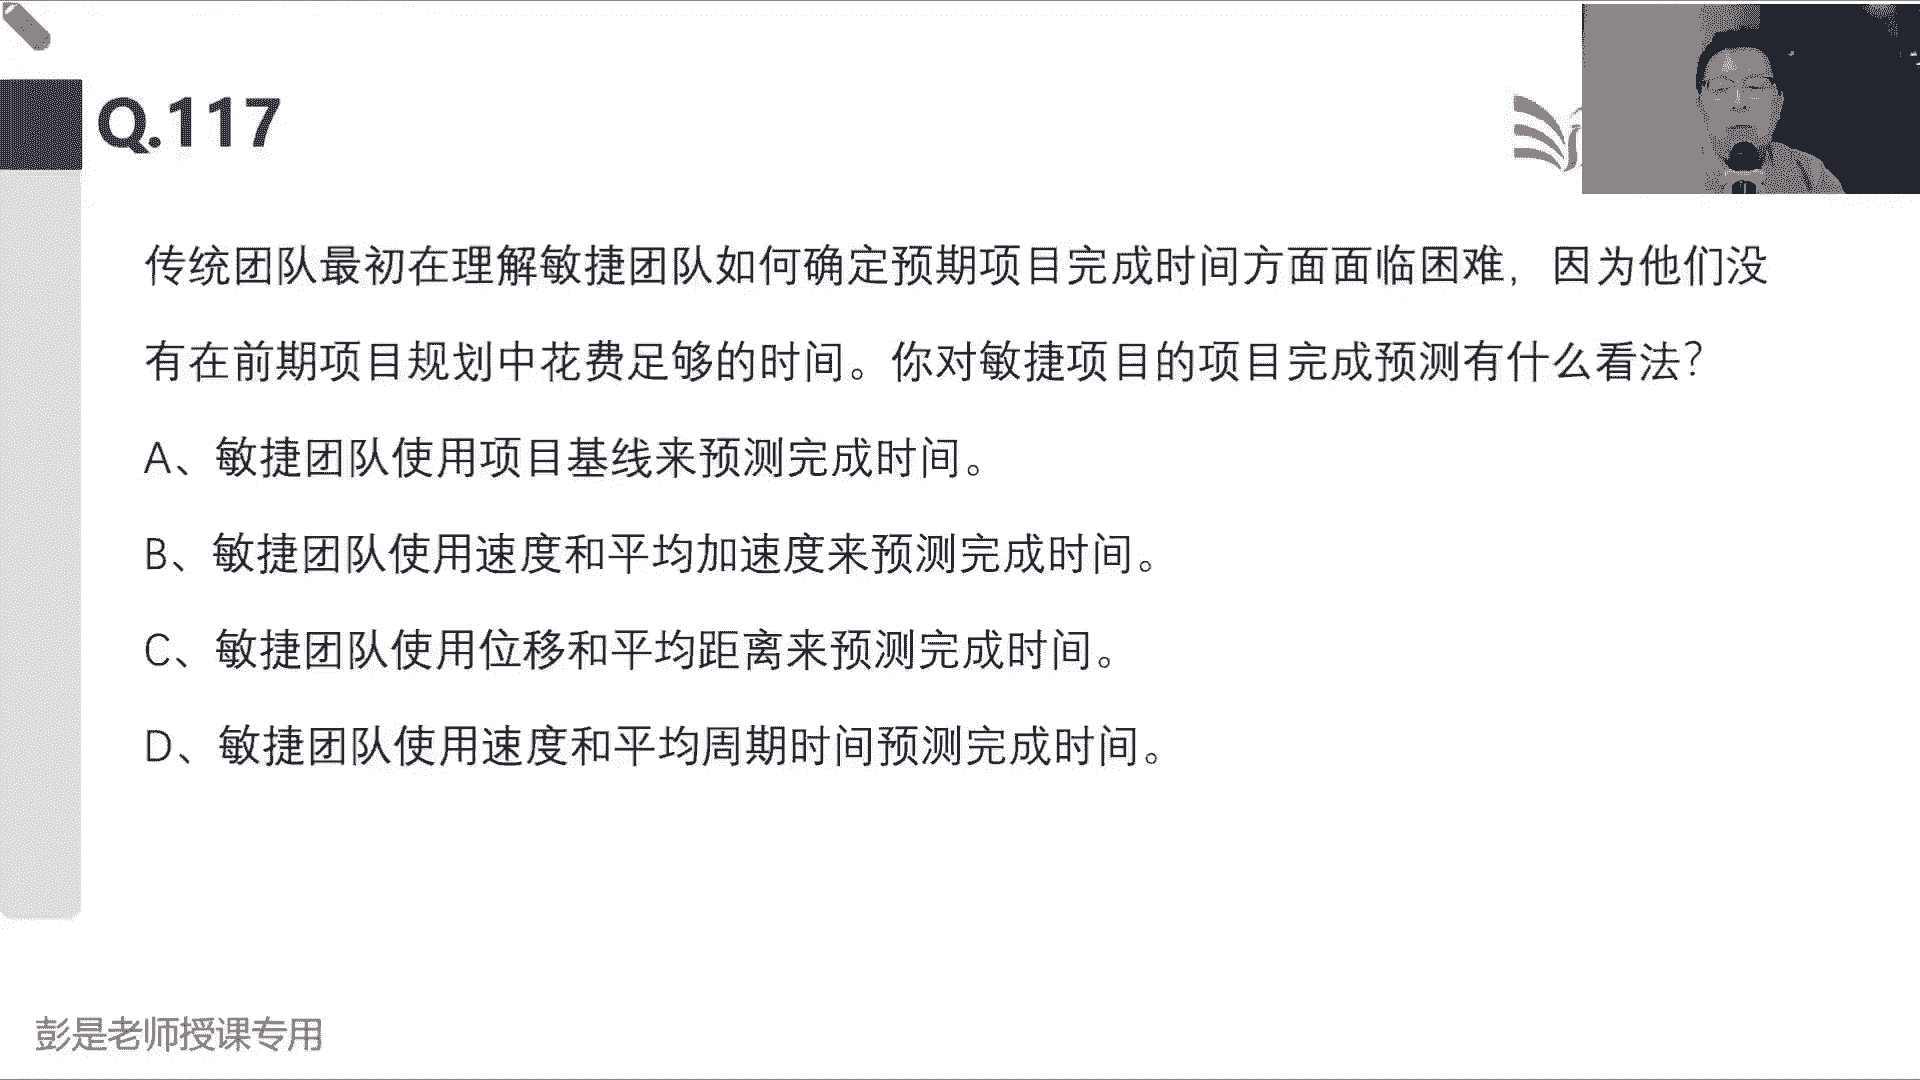 Q.117
传统团队最初在理解敏捷团队如何确定预期项目完成时间方面面临困难，因为他们没
有在前期项目规划中花费足够的时间。你对敏捷项目的项目完成预测有什么看法？
A、敏捷团队使用项目基线来预测完成时间。
B、敏捷团队使用速度和平均加速度来预测完成时间。
C、敏捷团队使用位移和平均距离来预测完成时间。
D、敏捷团队使用速度和平均周期时间预测完成时间。
彭是老师授课专用